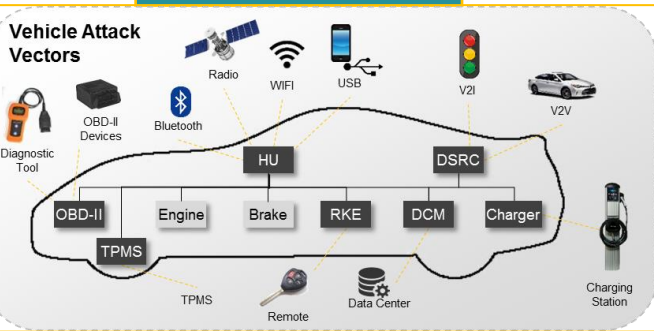 Vehicle Attack
Vectors
Radio
WIFI
USB
V2I
V2V
OBD-II
Devices
Bluetooth
Diagnostic
Tool
HU
DSRC
OBD-II
Engine
Brake
RKE
DCM
Charger
TPMS
TPMS
Remote
Data Center
Charging
Station